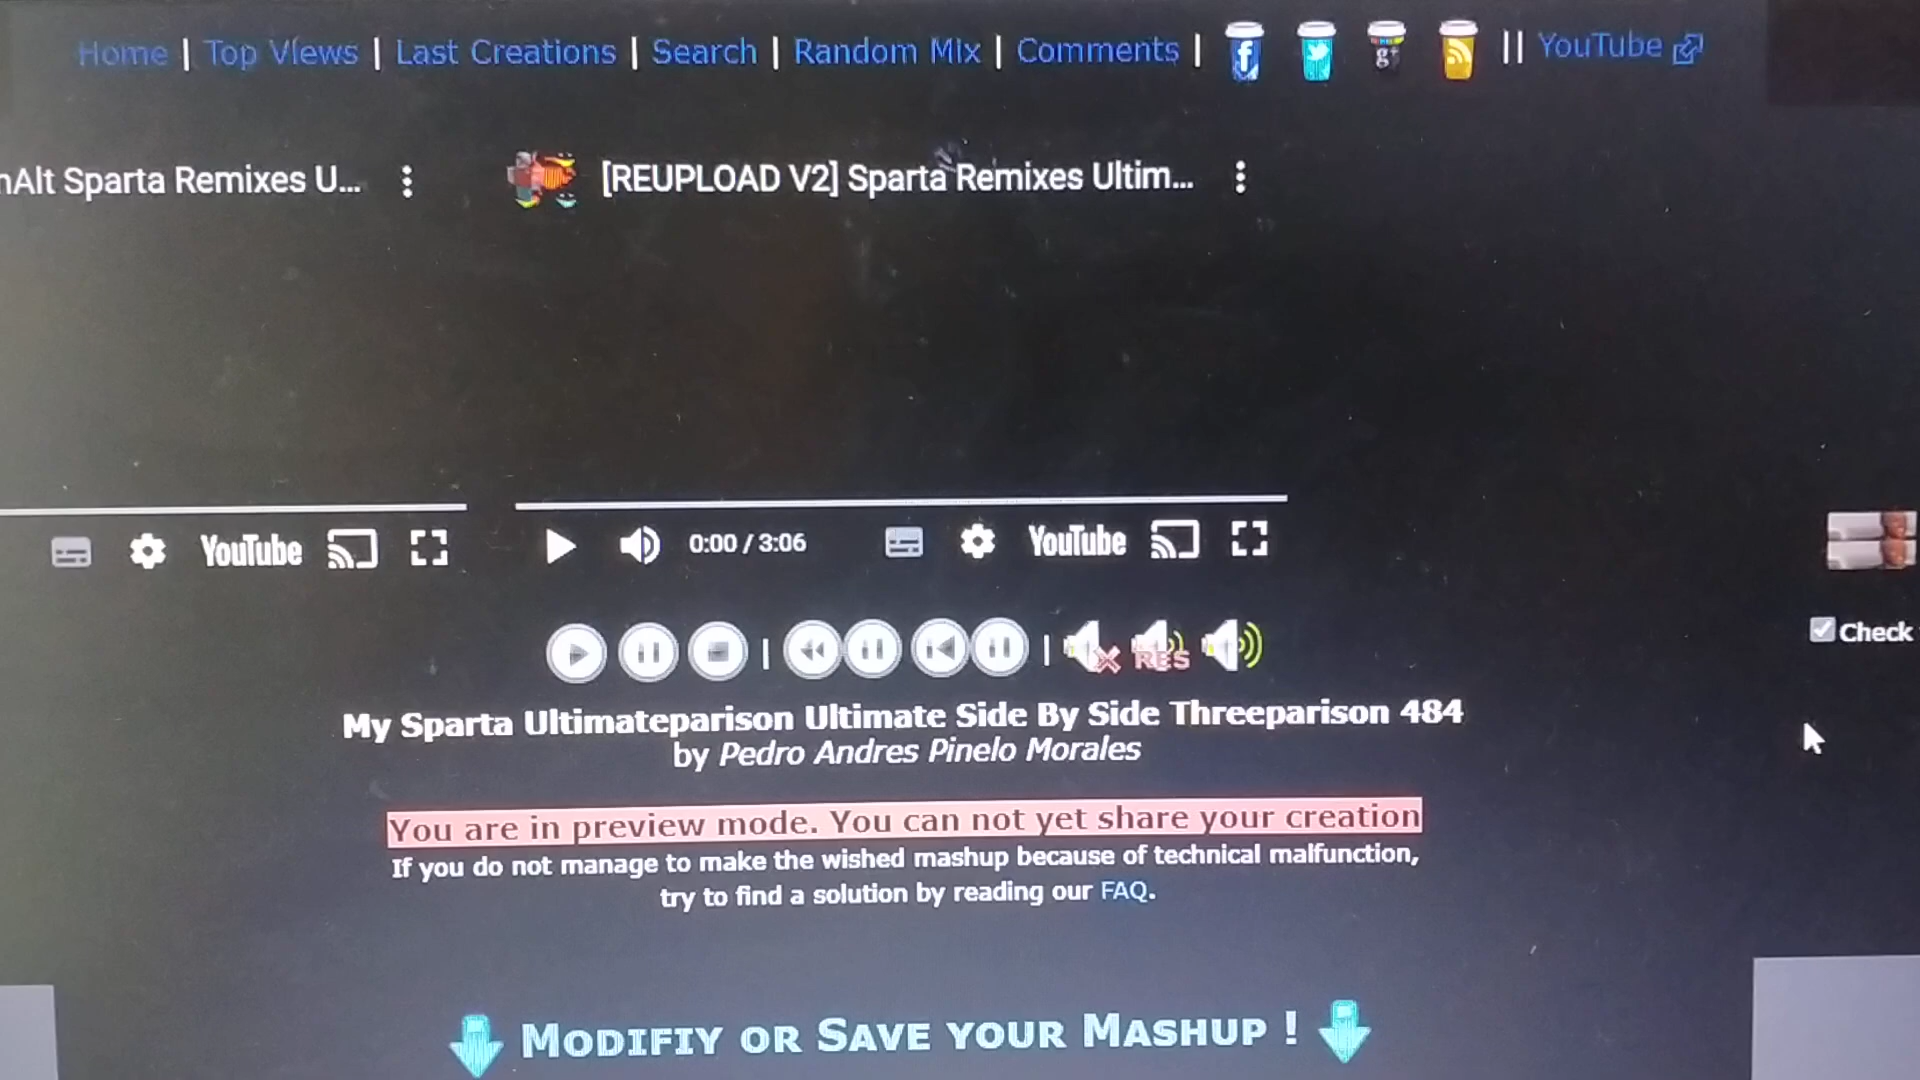 Home | Top Views | Last Creations | Search | Random Mix | Comments | f g+ || YouTube
nAlt Sparta Remixes U...
[REUPLOAD V2] Sparta Remixes Ultim...
YouTube
0:00 / 3:06
YouTube
RES
Check
My Sparta Ultimateparison Ultimate Side By Side Threeparison 484
by Pedro Andres Pinelo Morales
You are in preview mode. You can not yet share your creation
If you do not manage to make the wished mashup because of technical malfunction,
try to find a solution by reading our FAQ.
MODIFIY OR SAVE YOUR MASHUP !